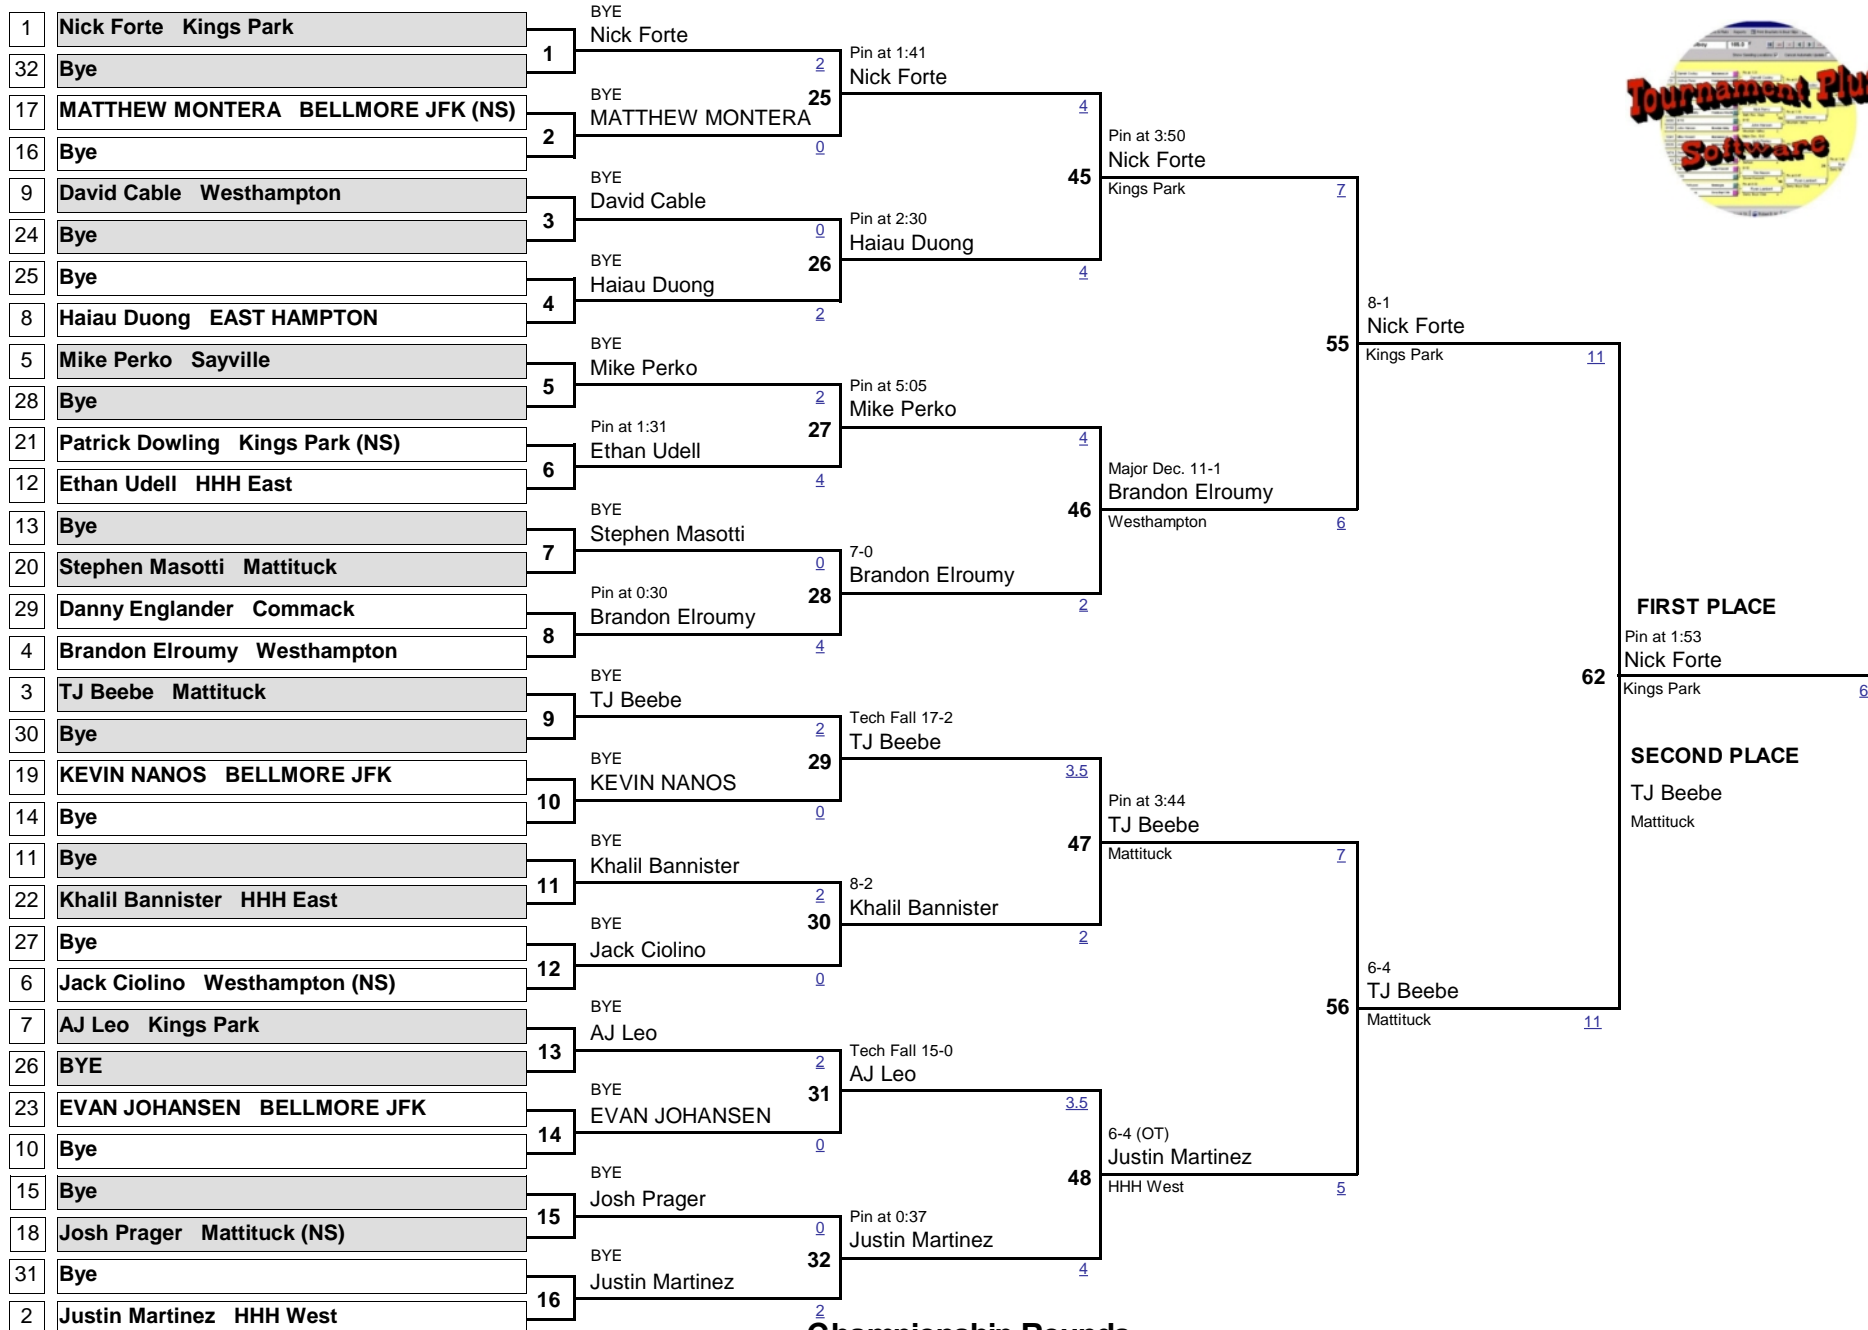 1 Nick Forte Kings Park
32 Bye
17 MATTHEW MONTERA BELLMORE JFK (NS)
16 Bye
9 David Cable Westhampton
24 Bye
25 Bye
8 Haiau Duong EAST HAMPTON
5 Mike Perko Sayville
28 Bye
21 Patrick Dowling Kings Park (NS)
12 Ethan Udell HHH East
13 Bye
20 Stephen Masotti Mattituck
29 Danny Englander Commack
4 Brandon Elroumy Westhampton
3 TJ Beebe Mattituck
30 Bye
19 KEVIN NANOS BELLMORE JFK
14 Bye
11 Bye
22 Khalil Bannister HHH East
27 Bye
6 Jack Ciolino Westhampton (NS)
7 AJ Leo Kings Park
26 BYE
23 EVAN JOHANSEN BELLMORE JFK
10 Bye
15 Bye
18 Josh Prager Mattituck (NS)
31 Bye
2 Justin Martinez HHH West
1
2
3
4
5
6
7
8
9
10
11
12
13
14
15
16
BYE
Nick Forte
2
BYE
MATTHEW MONTERA
0
BYE
David Cable
0
BYE
Haiau Duong
2
BYE
Mike Perko
2
Pin at 1:31
Ethan Udell
4
BYE
Stephen Masotti
0
Pin at 0:30
Brandon Elroumy
4
BYE
TJ Beebe
2
BYE
KEVIN NANOS
0
BYE
Khalil Bannister
2
BYE
Jack Ciolino
0
BYE
AJ Leo
2
BYE
EVAN JOHANSEN
0
BYE
Josh Prager
0
BYE
Justin Martinez
2
25
26
27
28
29
30
31
32
Pin at 1:41
Nick Forte
4
Pin at 2:30
Haiau Duong
4
Pin at 5:05
Mike Perko
4
7-0
Brandon Elroumy
2
Tech Fall 17-2
TJ Beebe
3.5
8-2
Khalil Bannister
2
Tech Fall 15-0
AJ Leo
3.5
Pin at 0:37
Justin Martinez
4
45
46
47
48
Pin at 3:50
Nick Forte
Kings Park 7
Major Dec. 11-1
Brandon Elroumy
Westhampton 6
Pin at 3:44
TJ Beebe
Mattituck 7
6-4 (OT)
Justin Martinez
HHH West 5
55
56
8-1
Nick Forte
Kings Park 11
6-4
TJ Beebe
Mattituck 11
62
FIRST PLACE
Pin at 1:53
Nick Forte
Kings Park 6
SECOND PLACE
TJ Beebe
Mattituck
Tournament Plus
Software
Championship Rounds